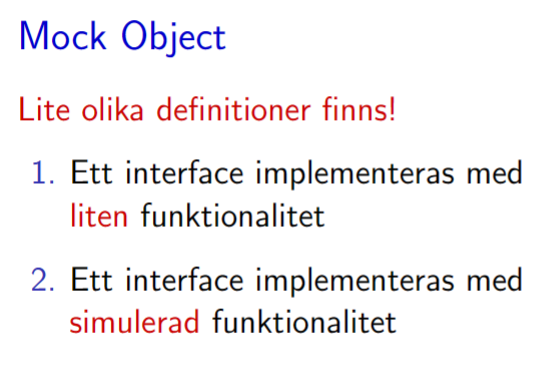 Mock Object
Lite olika definitioner finns!
1. Ett interface implementeras med
liten funktionalitet
2. Ett interface implementeras med
simulerad funktionalitet